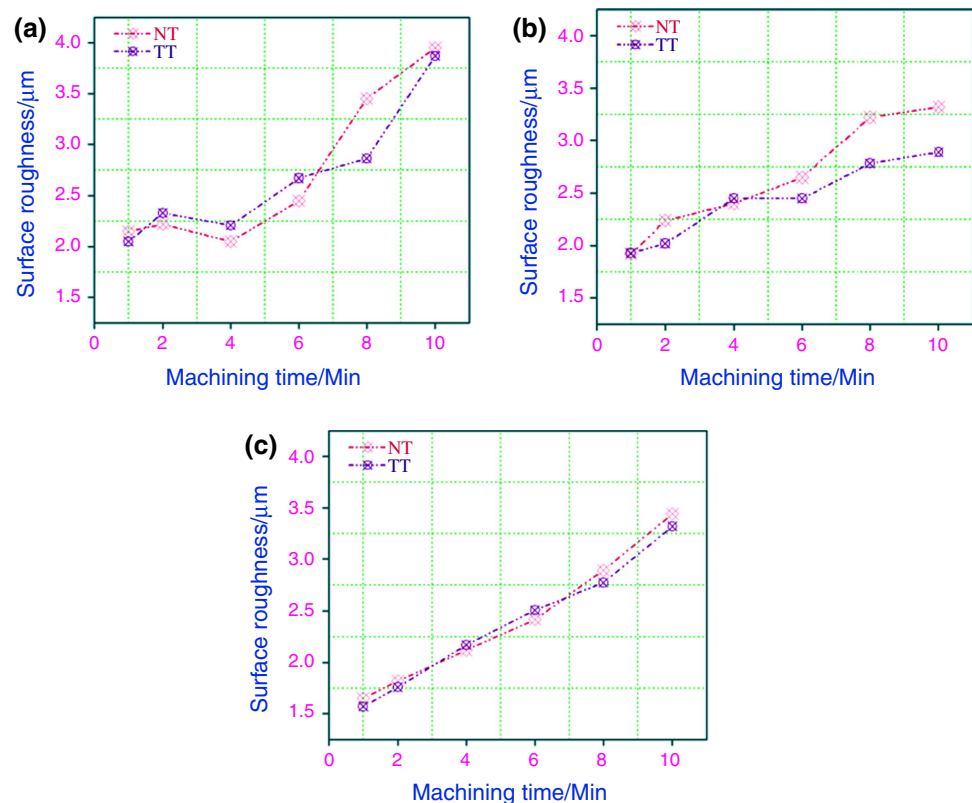 (a)
NT
TT
4.0
3.5
3.0
2.5
2.0
1.5
Surface roughness/μm
0 2 4 6 8 10
Machining time/Min
(b)
NT
TT
4.0
3.5
3.0
2.5
2.0
1.5
Surface roughness/μm
0 2 4 6 8 10
Machining time/Min
(c)
NT
TT
4.0
3.5
3.0
2.5
2.0
1.5
Surface roughness/μm
0 2 4 6 8 10
Machining time/Min